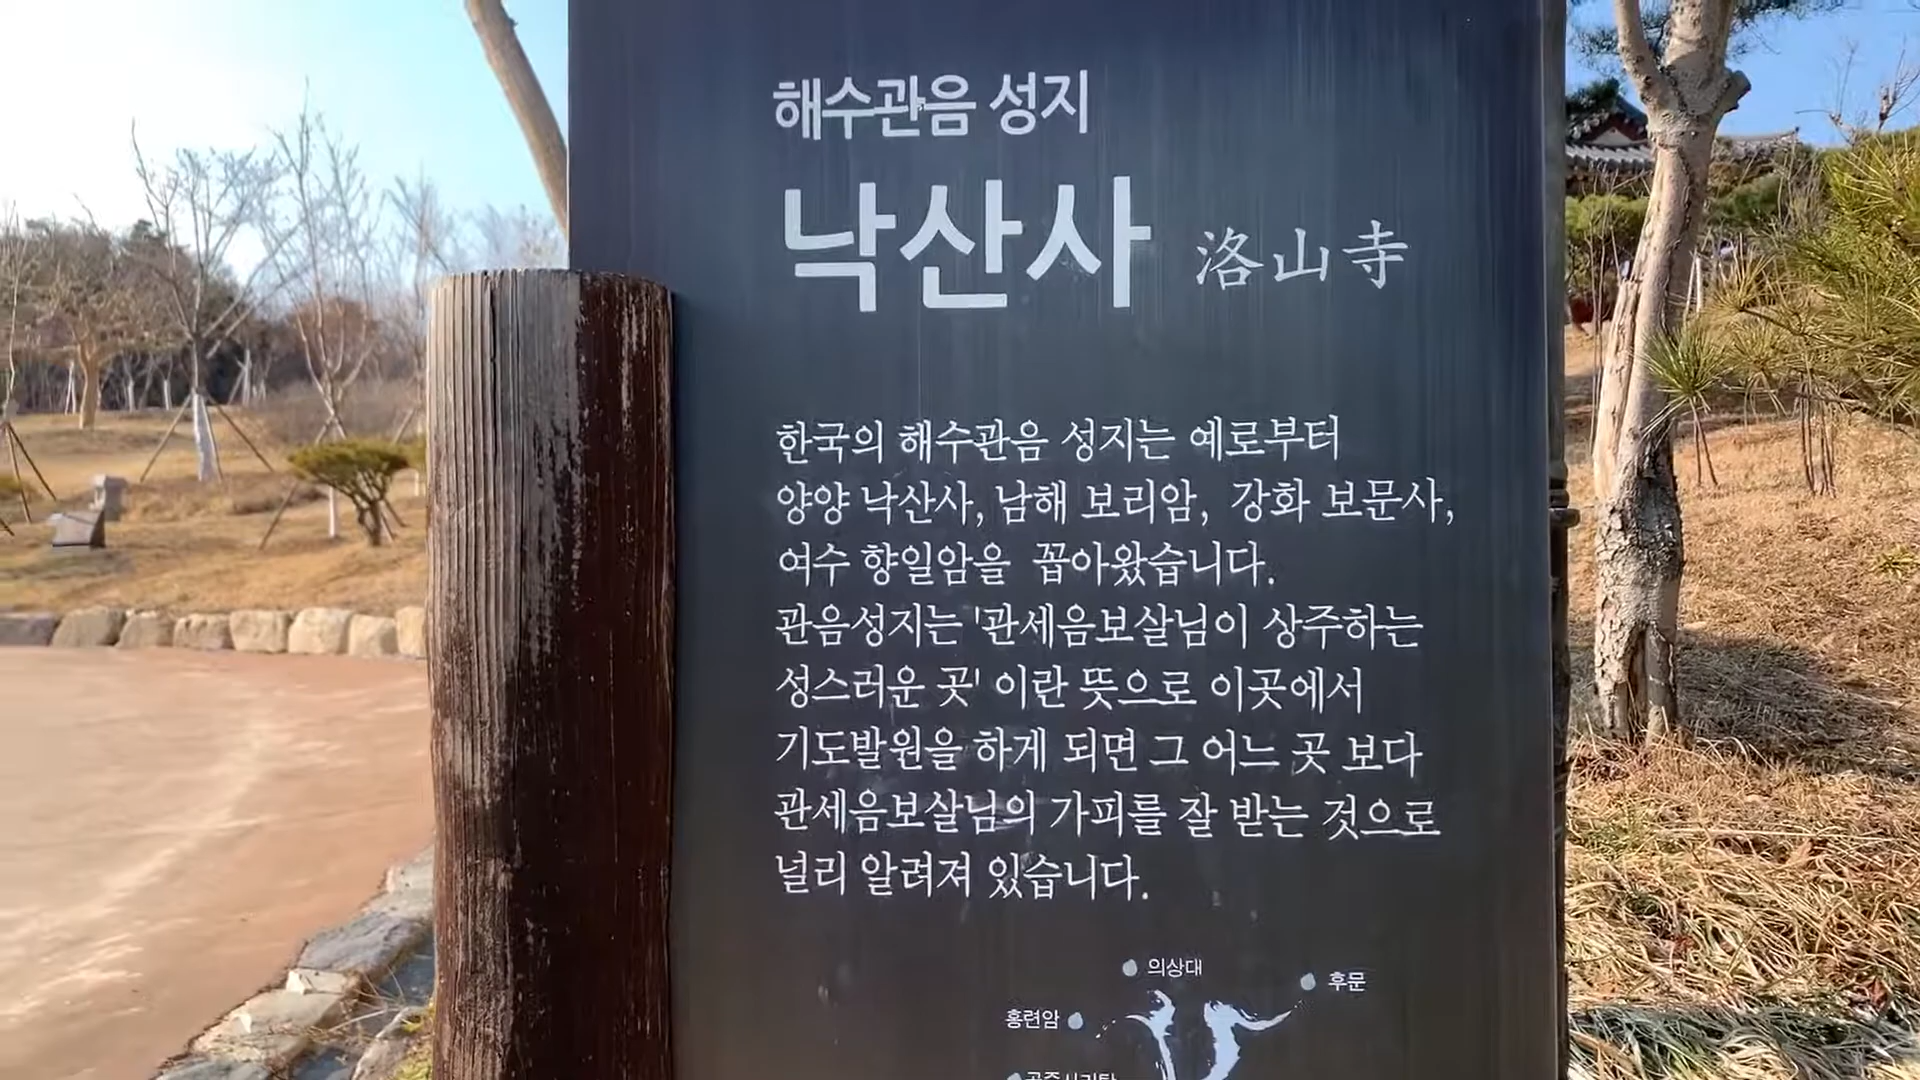 해수관음 성지
낙산사 洛山寺
한국의 해수관음 성지는 예로부터
양양 낙산사, 남해 보리암, 강화 보문사,
여수 향일암을 꼽아왔습니다.
관음성지는 '관세음보살님이 상주하는
성스러운 곳' 이란 뜻으로 이곳에서
기도발원을 하게 되면 그 어느 곳 보다
관세음보살님의 가피를 잘 받는 것으로
널리 알려져 있습니다.
의상대
후문
홍련암